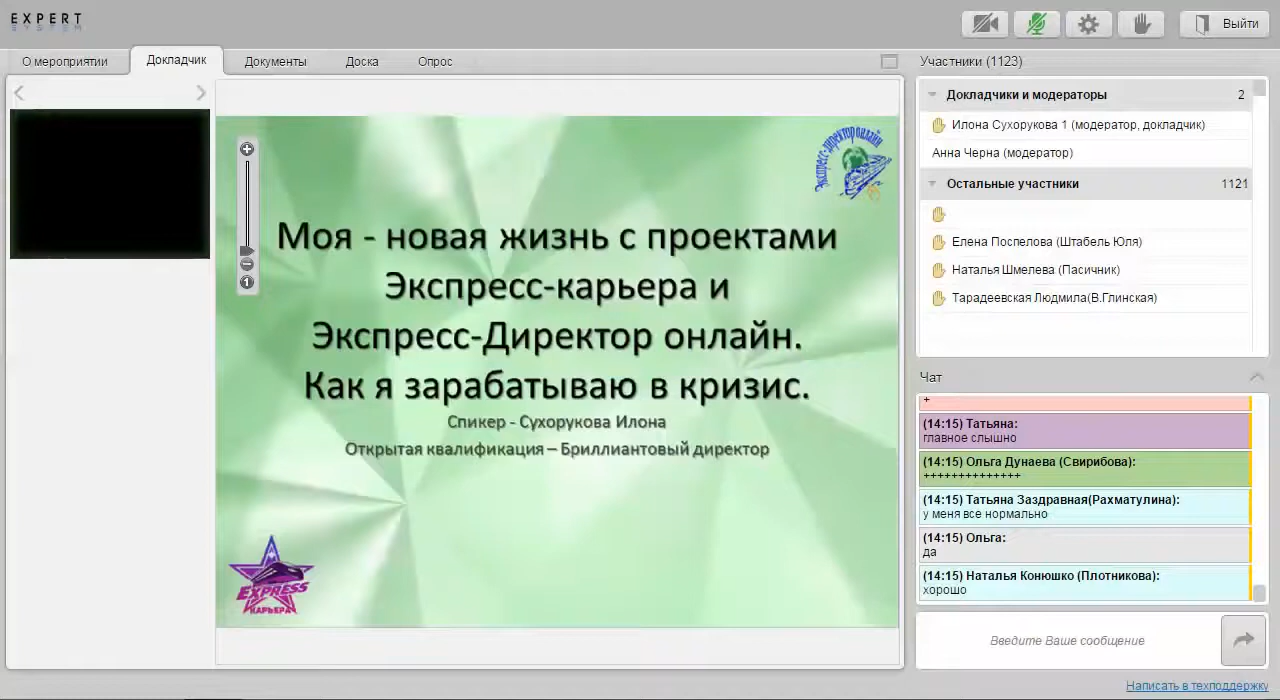 EXPERT
SYSTEM
Выйти
О мероприятии
Докладчик
Документы
Доска
Опрос
Участники (1123)
Докладчики и модераторы 2
Илона Сухорукова 1 (модератор, докладчик)
Анна Черна (модератор)
Остальные участники 1121
Елена Поспелова (Штабель Юля)
Наталья Шмелева (Пасичник)
Тарадеевская Людмила(В.Глинская)
Экспресс-директор онлайн
Моя - новая жизнь с проектами
Экспресс-карьера и
Экспресс-Директор онлайн.
Как я зарабатываю в кризис.
Спикер - Сухорукова Илона
Открытая квалификация – Бриллиантовый директор
EXPRESS
КАРЬЕРА
Чат
+
(14:15) Татьяна:
главное слышно
(14:15) Ольга Дунаева (Свирибова):
++++++++++++++
(14:15) Татьяна Заздравная(Рахматулина):
у меня все нормально
(14:15) Ольга:
да
(14:15) Наталья Конюшко (Плотникова):
хорошо
Введите Ваше сообщение
Написать в техподдержку